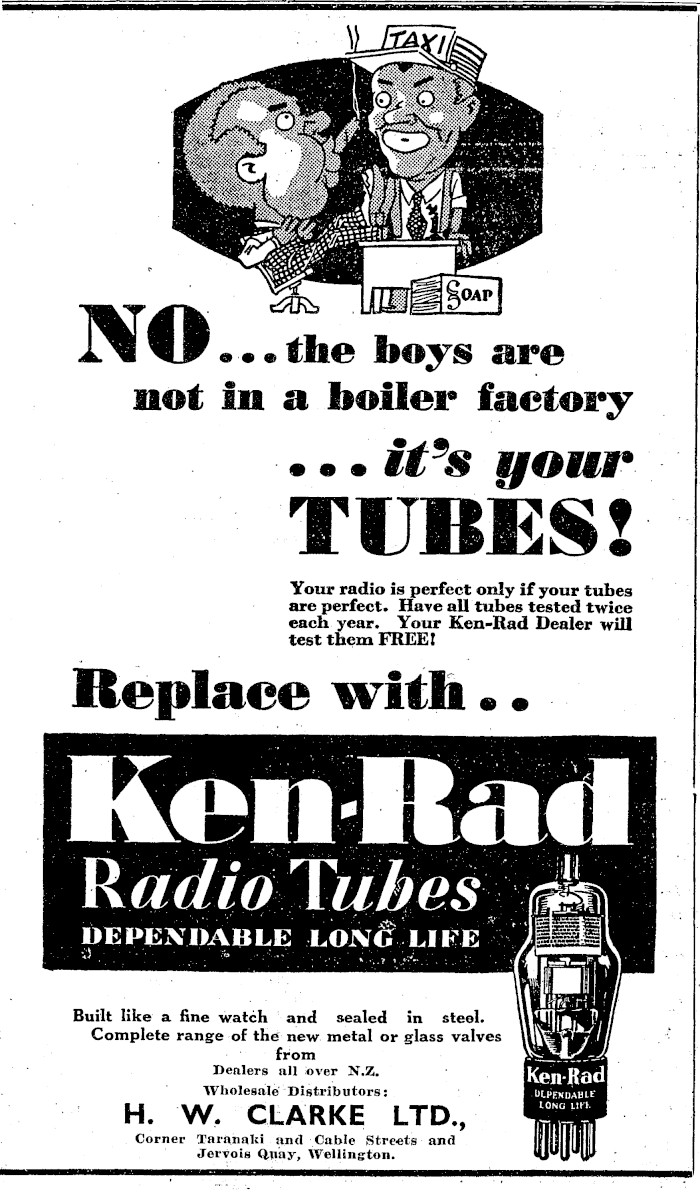 TAXI
SOAP
NO...the boys are
not in a boiler factory
...it's your
TUBES!
Your radio is perfect only if your tubes
are perfect. Have all tubes tested twice
each year. Your Ken-Rad Dealer will
test them FREE!
Replace with..
Ken-Rad
Radio Tubes
DEPENDABLE LONG LIFE
Built like a fine watch and sealed in steel.
Complete range of the new metal or glass valves
from
Dealers all over N.Z.
Wholesale Distributors:
H. W. CLARKE LTD.,
Corner Taranaki and Cable Streets and
Jervois Quay, Wellington.
Ken-Rad
DEPENDABLE
LONG LIFE